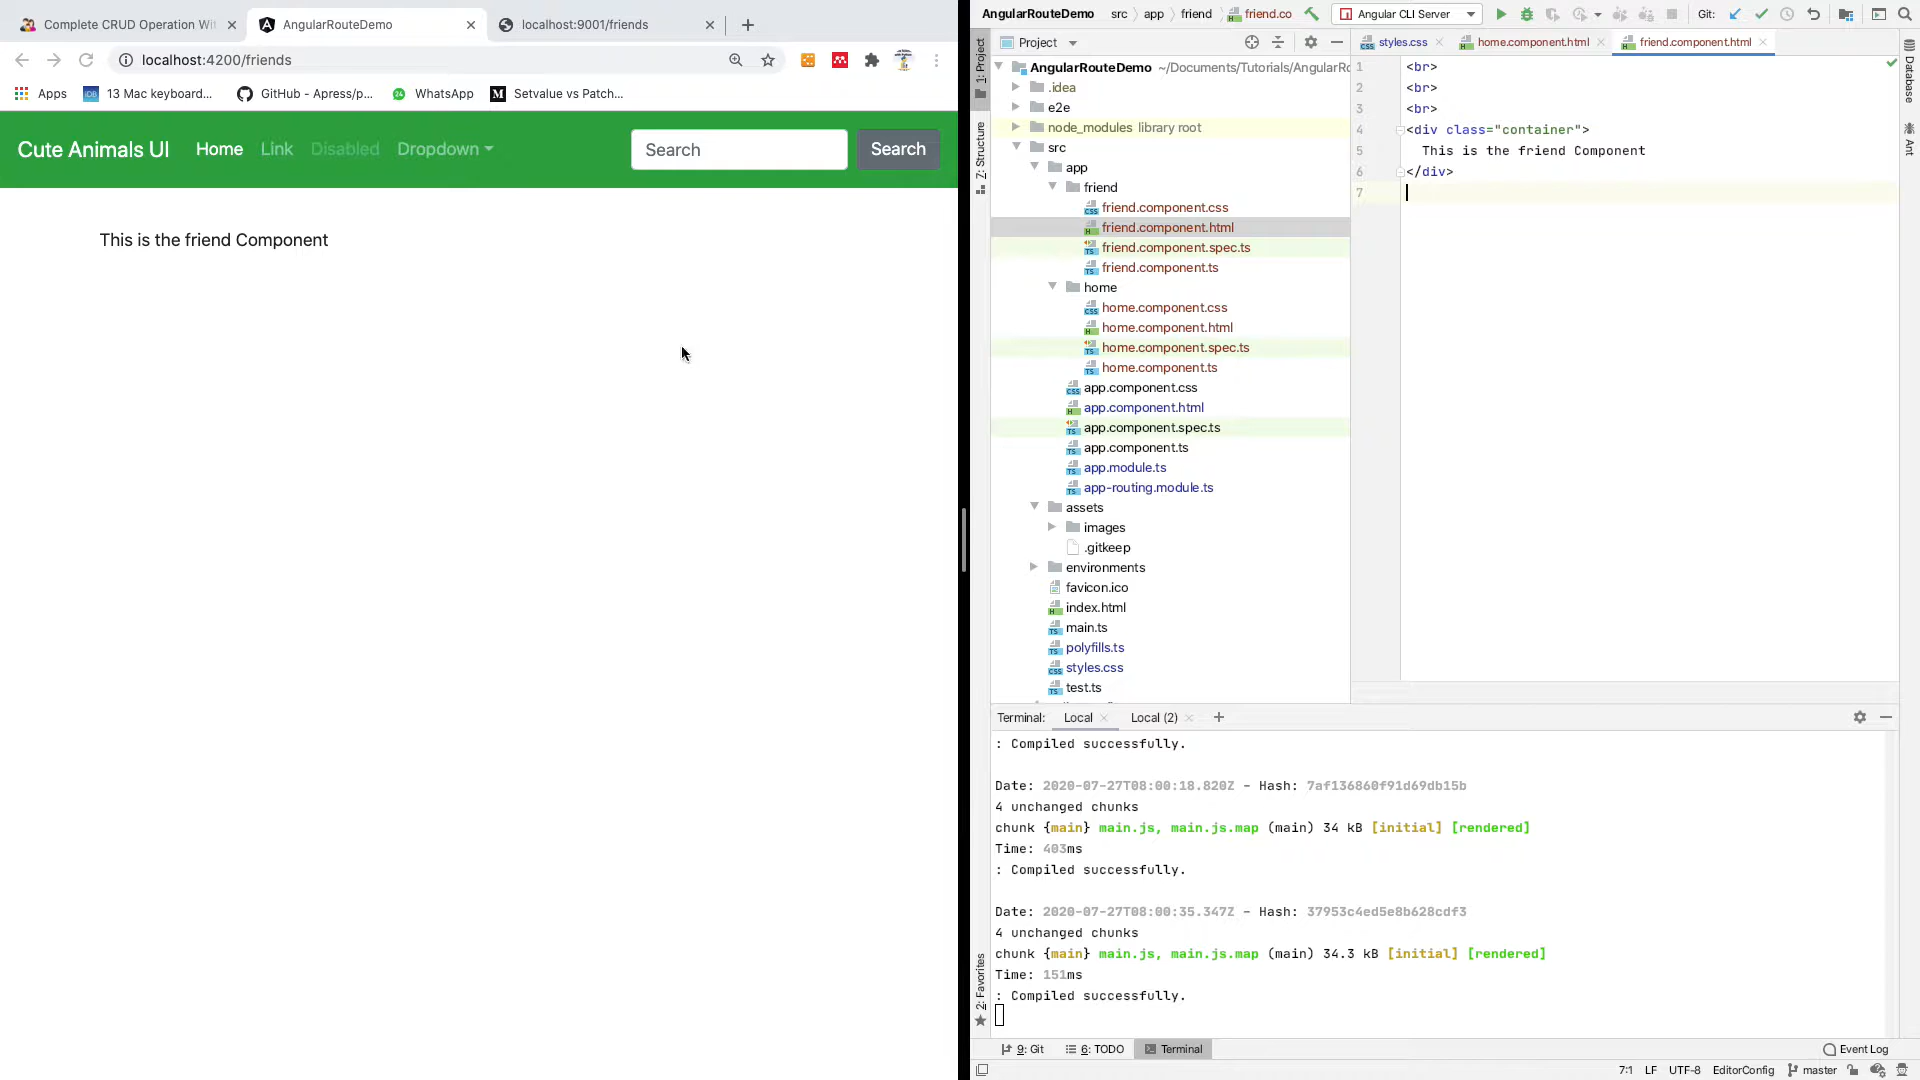 Complete CRUD Operation Wit
AngularRouteDemo
localhost:9001/friends
localhost:4200/friends
Apps
13 Mac keyboard...
GitHub - Apress/p...
WhatsApp
Setvalue vs Patch...
Cute Animals UI
Home
Link
Disabled
Dropdown
Search
Search
This is the friend Component
AngularRouteDemo
src
app
friend
friend.co
Angular CLI Server
Git:
1: Project
Z: Structure
2: Favorites
Project
AngularRouteDemo ~/Documents/Tutorials/AngularRo
.idea
e2e
node_modules library root
src
app
friend
friend.component.css
friend.component.html
friend.component.spec.ts
friend.component.ts
home
home.component.css
home.component.html
home.component.spec.ts
home.component.ts
app.component.css
app.component.html
app.component.spec.ts
app.component.ts
app.module.ts
app-routing.module.ts
assets
images
.gitkeep
environments
favicon.ico
index.html
main.ts
polyfills.ts
styles.css
test.ts
styles.css
home.component.html
friend.component.html
1 <br>
2 <br>
3 <br>
4 <div class="container">
5 This is the friend Component
6 </div>
7
Database
Ant
Terminal: Local Local (2)
: Compiled successfully.
Date: 2020-07-27T08:00:18.820Z - Hash: 7af136860f91d69db15b
4 unchanged chunks
chunk {main} main.js, main.js.map (main) 34 kB [initial] [rendered]
Time: 403ms
: Compiled successfully.
Date: 2020-07-27T08:00:35.347Z - Hash: 37953c4ed5e8b628cdf3
4 unchanged chunks
chunk {main} main.js, main.js.map (main) 34.3 kB [initial] [rendered]
Time: 151ms
: Compiled successfully.
9: Git
6: TODO
Terminal
Event Log
7:1 LF UTF-8 EditorConfig master